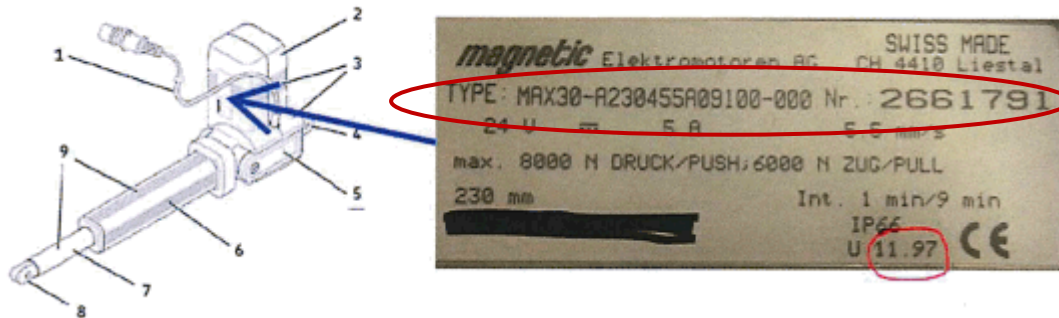 1
2
3
4
5
6
7
8
9
magnetic Elektromotoren AG
SWISS MADE
CH 4410 Liestal
TYPE: MAX30-A230455A09100-000 Nr.: 2661791
24 V 5 A 5.5 mm/s
max. 8000 N DRUCK/PUSH;6000 N ZUG/PULL
230 mm Int. 1 min/9 min
IP66
U 11.97 CE